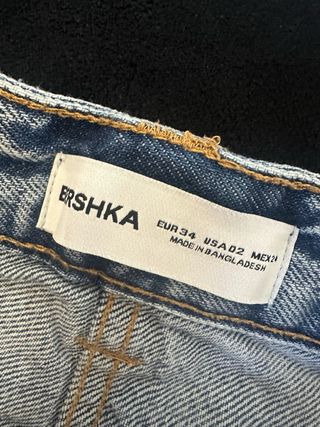 BERSHKA
EUR 34 USA 02 MEX 24
MADE IN BANGLADESH